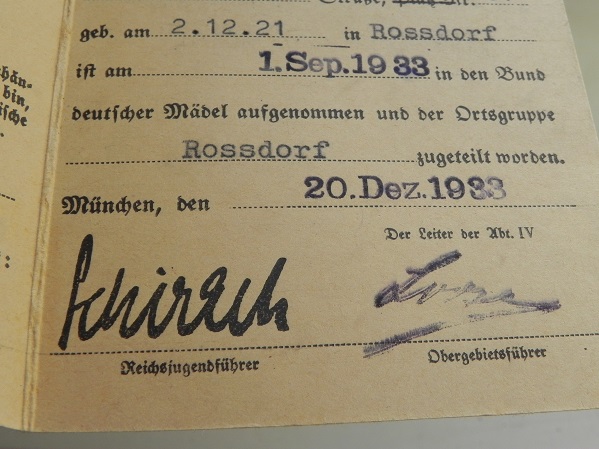 geb. am 2.12.21 in Rossdorf
ist am 1. Sep. 1933 in den Bund
deutscher Mädel aufgenommen und der Ortsgruppe
Rossdorf zugeteilt worden.
München, den 20. Dez. 1933
Der Leiter der Abt. IV
Schirach
Reichsjugendführer
Obergebietsführer
bin,